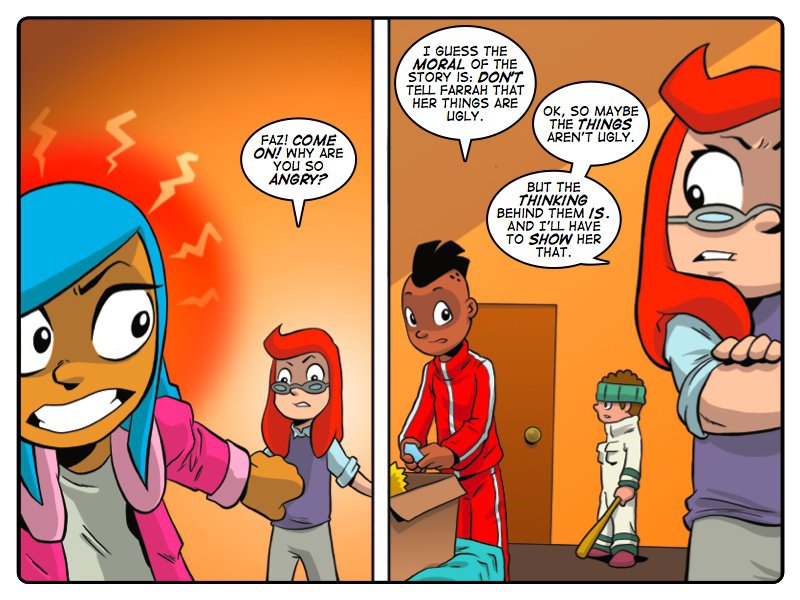 FAZ! COME
ON! WHY ARE
YOU SO
ANGRY?
I GUESS THE
MORAL OF THE
STORY IS: DON'T
TELL FARRAH THAT
HER THINGS ARE
UGLY.
OK, SO MAYBE
THE THINGS
AREN'T UGLY.
BUT THE
THINKING
BEHIND THEM IS.
AND I'LL HAVE
TO SHOW HER
THAT.